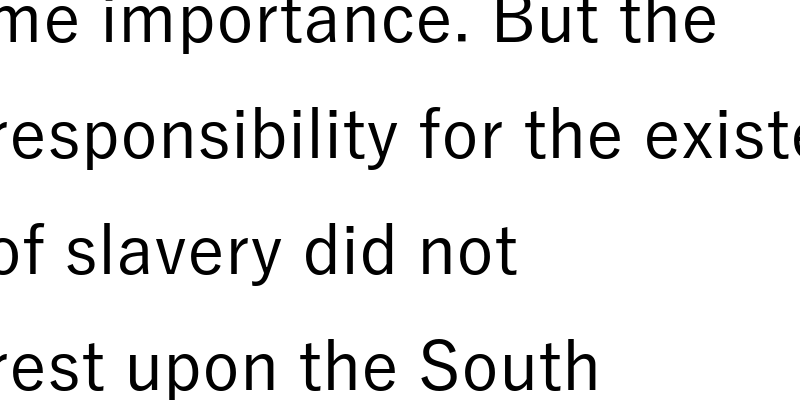 me importance. But the
responsibility for the existe
of slavery did not
rest upon the South